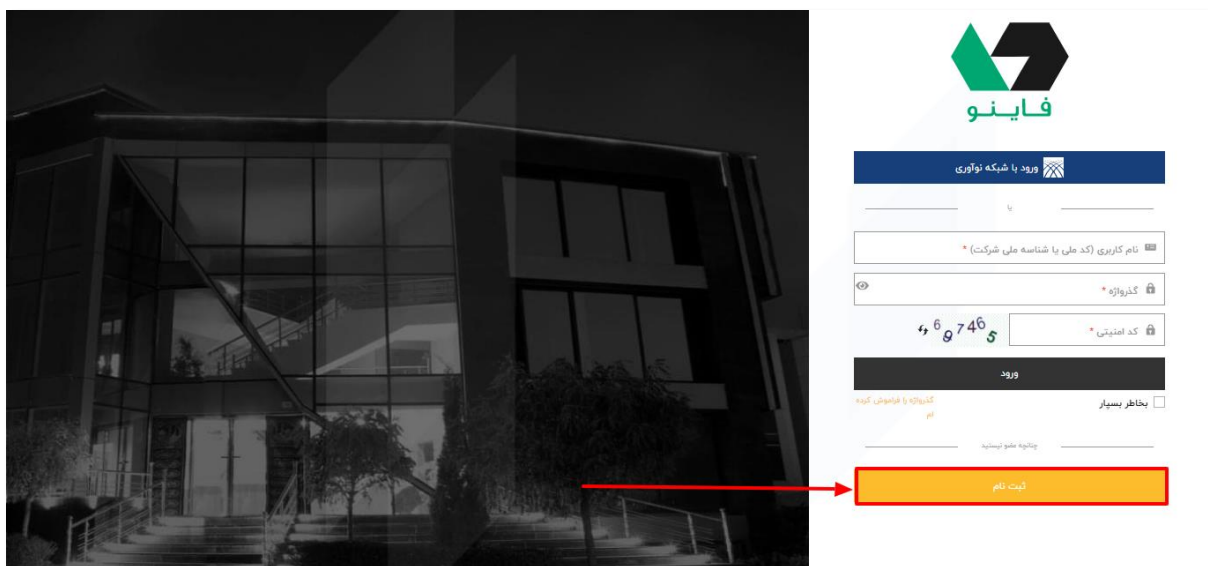 فاینو
ورود با شبکه نوآوری
یا
نام کاربری (کد ملی یا شناسه ملی شرکت) *
گذرواژه *
کد امنیتی *
697465
ورود
بخاطر بسپار
گذرواژه را فراموش کرده
ام
چنانچه عضو نیستید
ثبت نام